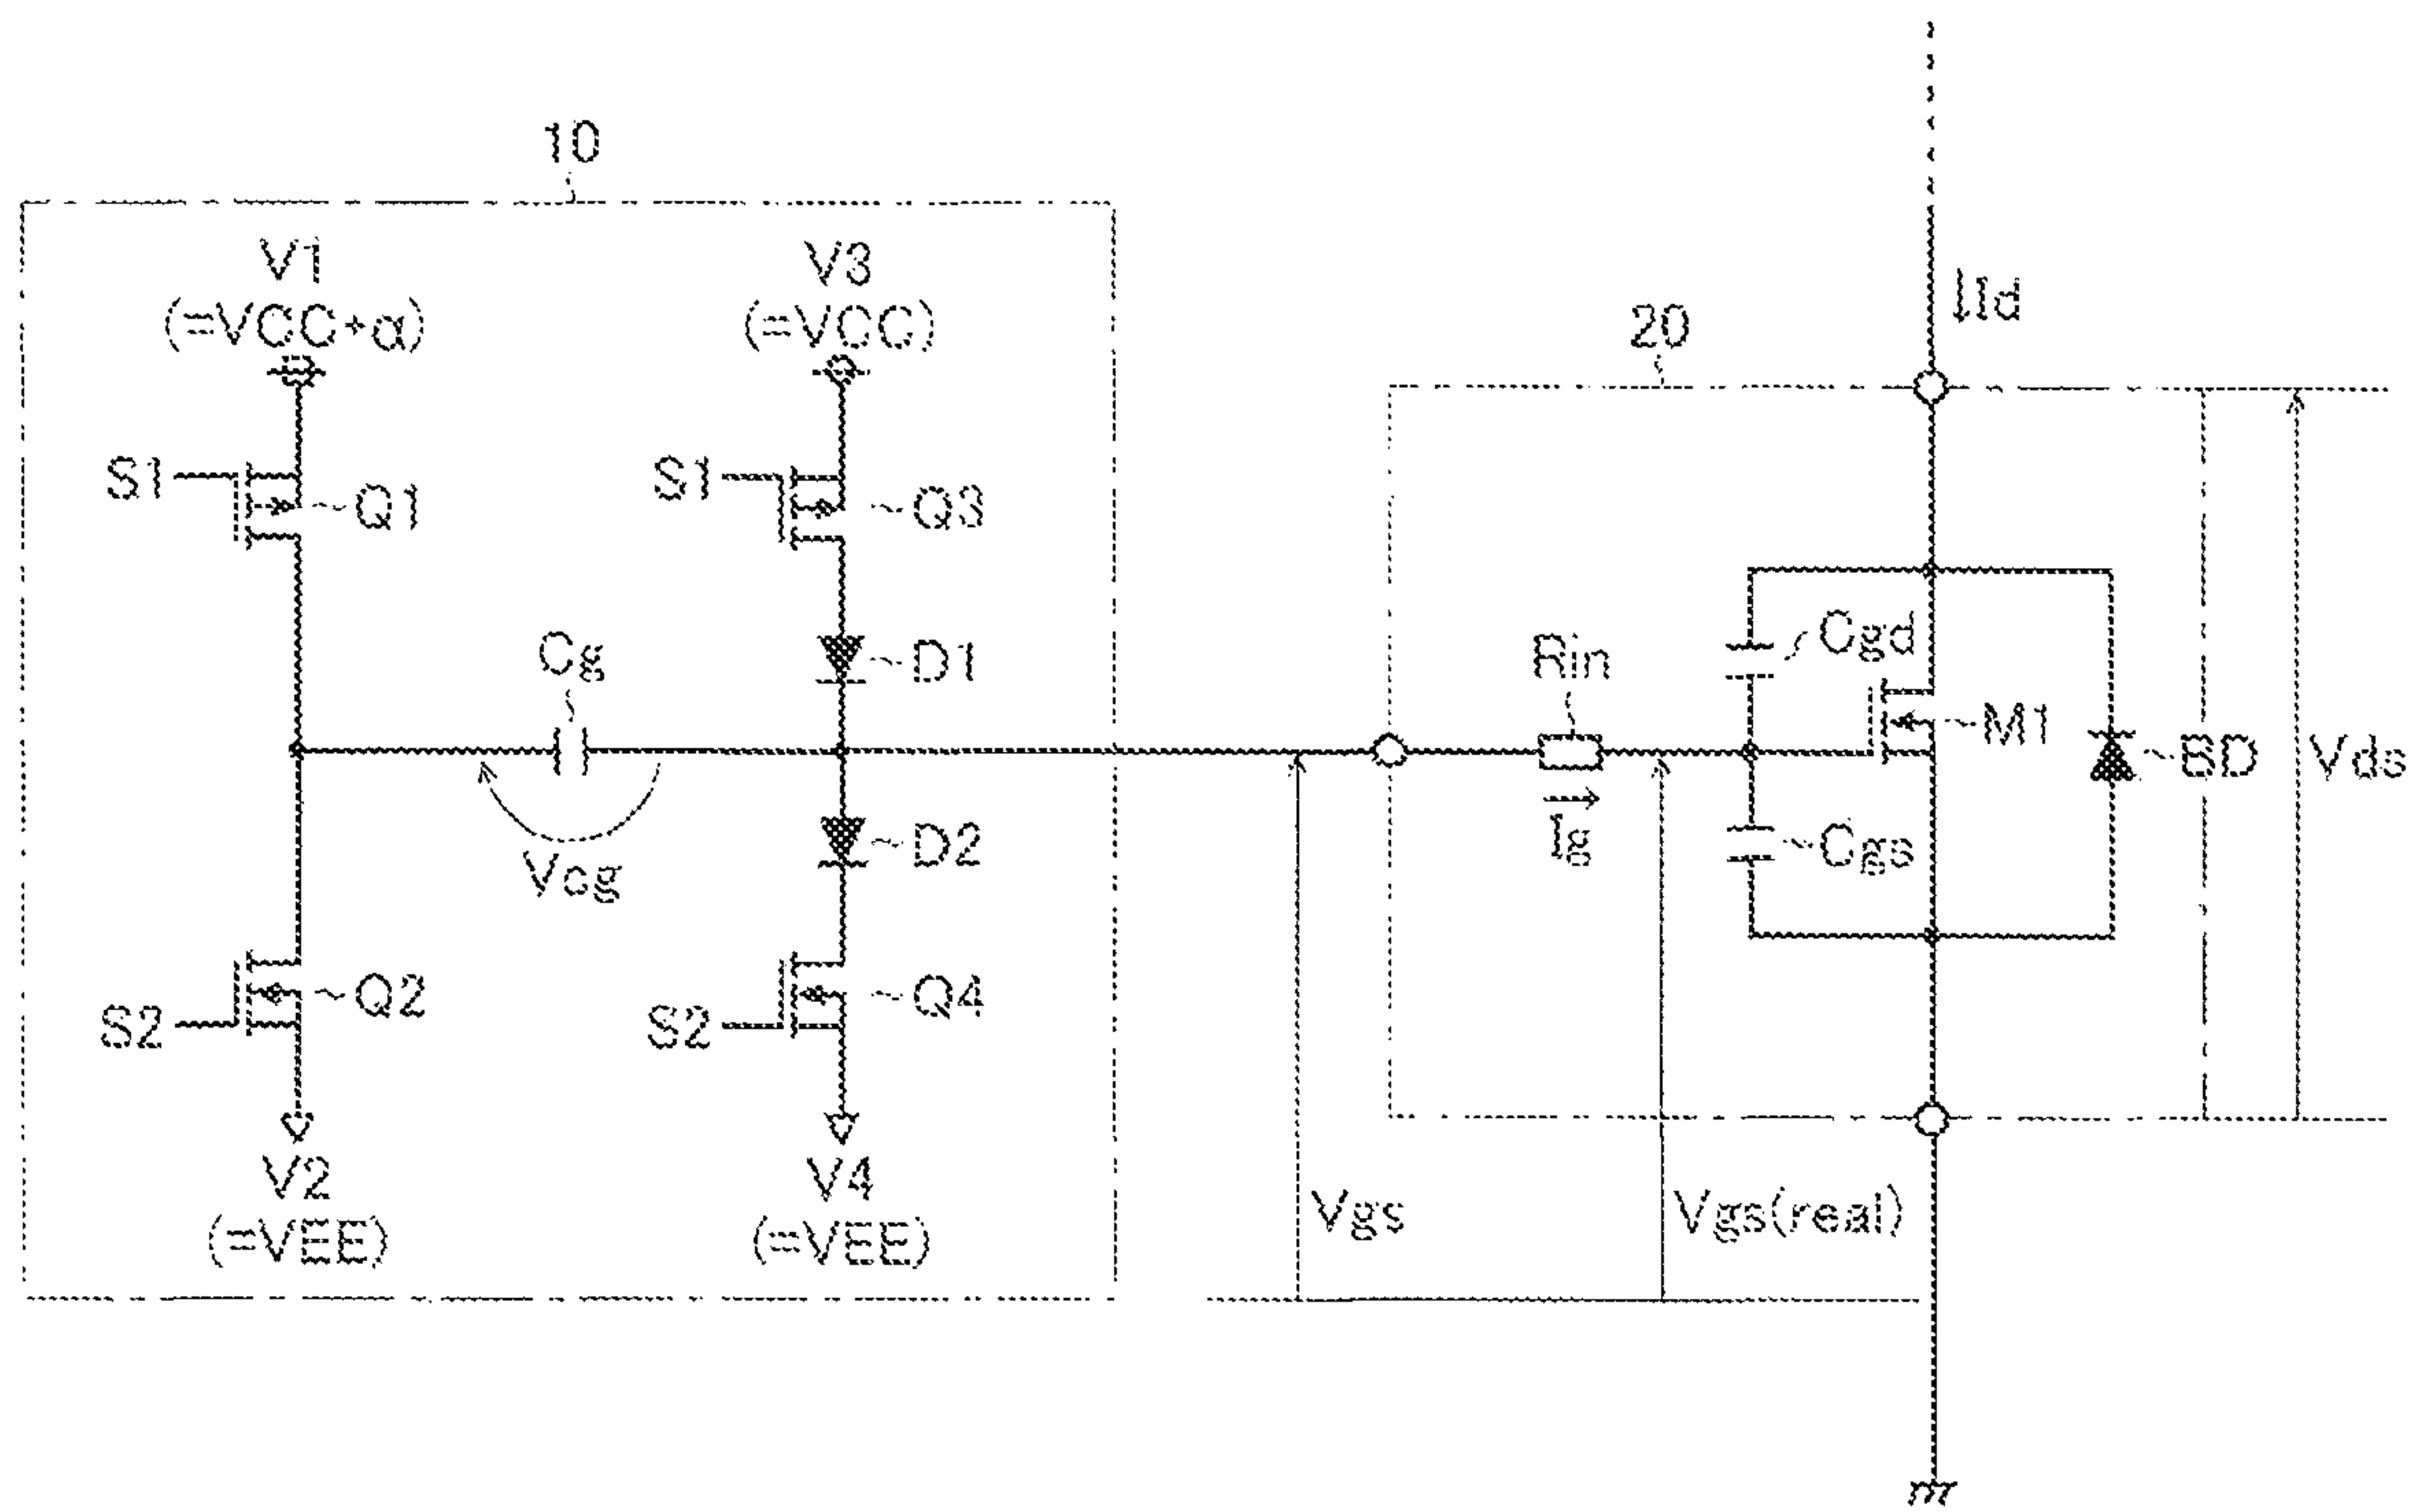 10
V1
(=VCC+α)
V3
(=VCC)
Id
20
S1
Q1
S1
Q3
Cg
D1
Rin
Cgd
M1
BD
Vds
Vcg
D2
Ig
Cgs
S2
Q2
S2
Q4
V2
(=VEE)
V4
(=VEE)
Vgs
Vgs(real)